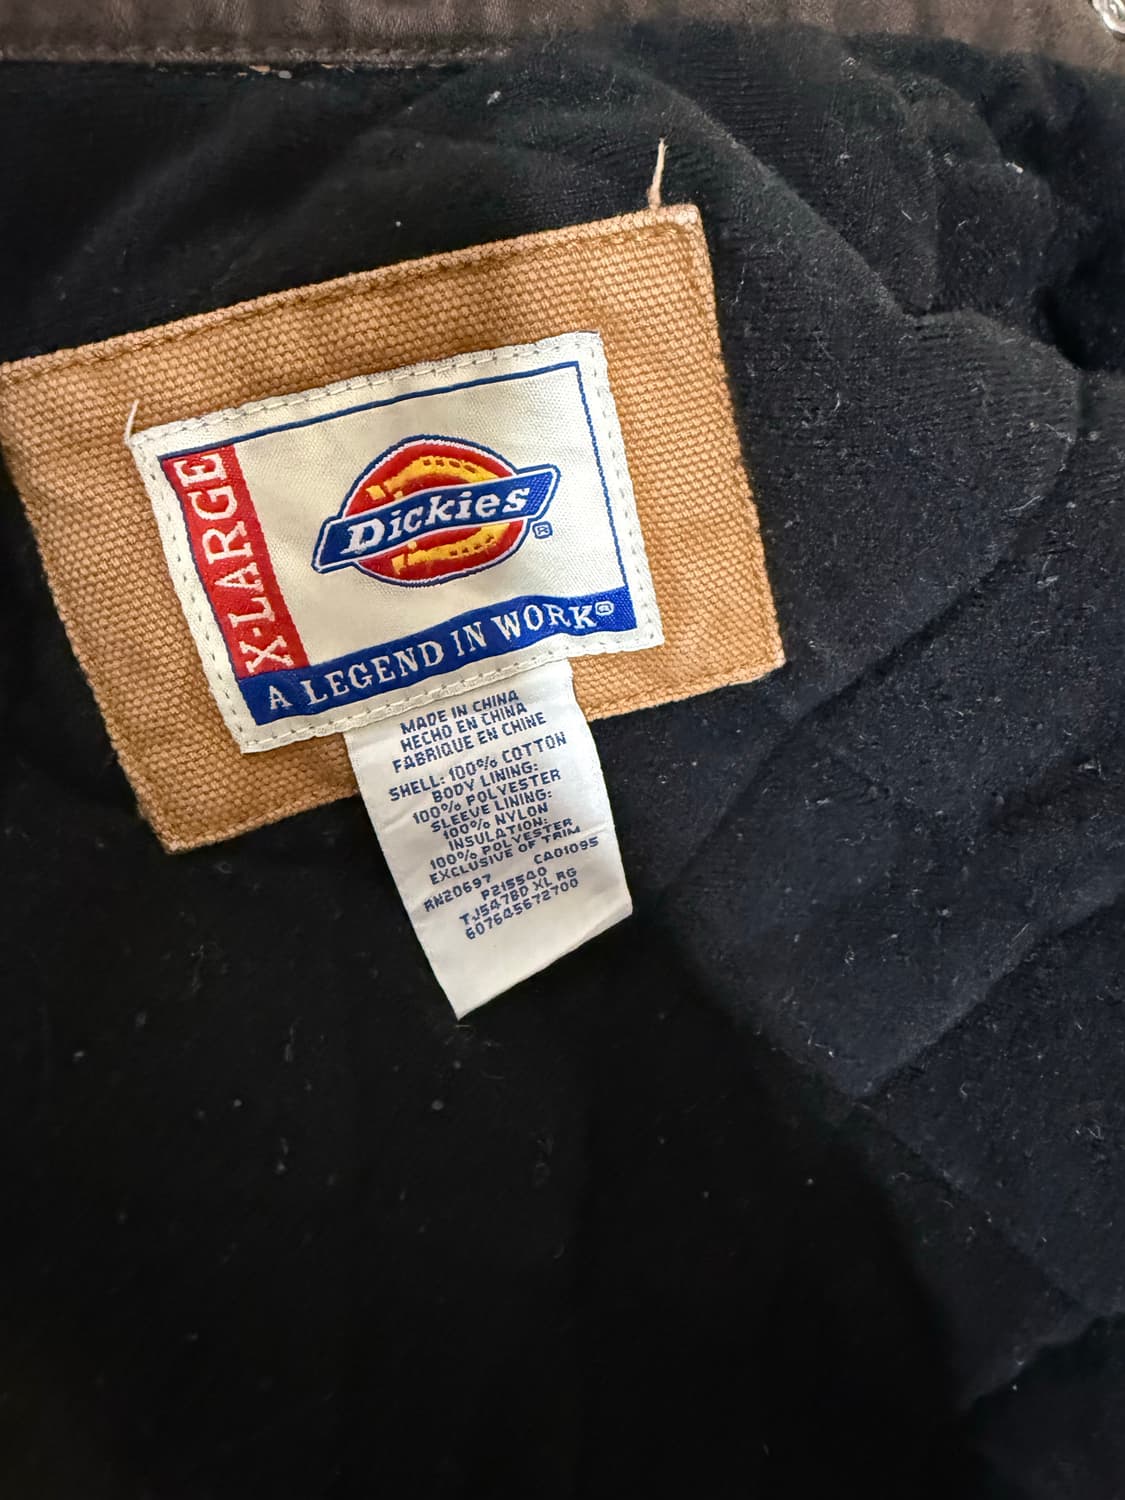 X-LARGE
Dickies®
A LEGEND IN WORK®
MADE IN CHINA
HECHO EN CHINA
FABRIQUE EN CHINE
SHELL: 100% COTTON
BODY LINING:
100% POLYESTER
SLEEVE LINING:
100% NYLON
INSULATION:
100% POLYESTER
EXCLUSIVE OF TRIM
RN20697 CA01095
P215540
TJ547BD XL RG
607645672700